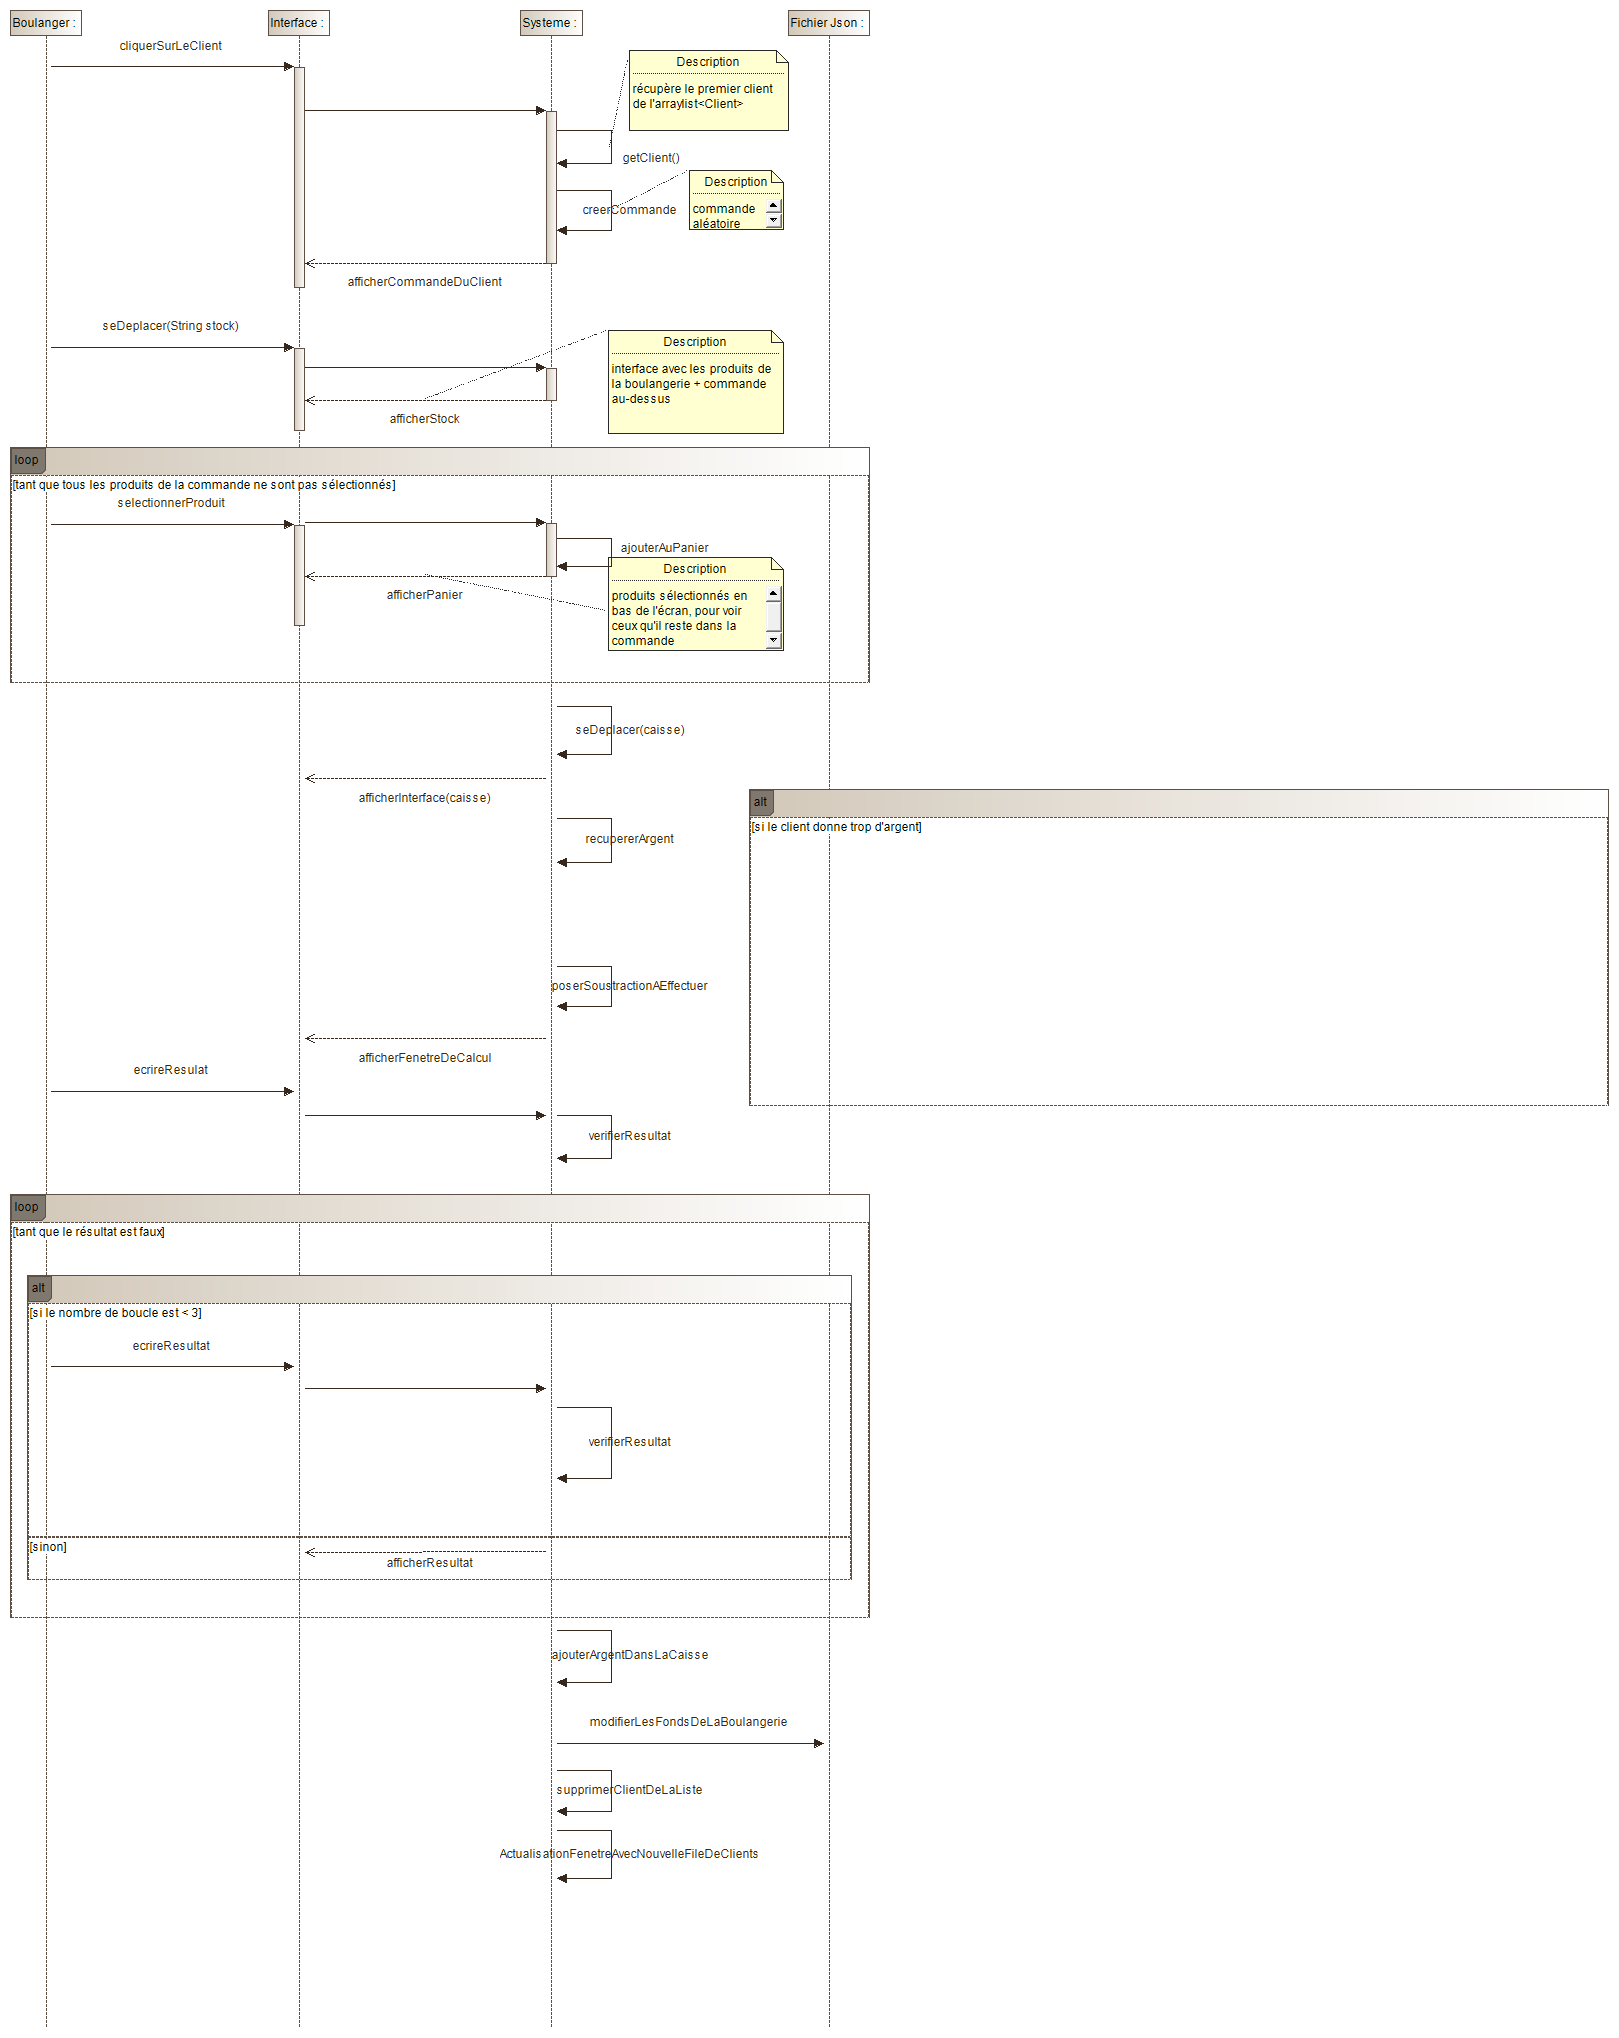 Boulanger :
Interface :
Systeme :
Fichier Json :
cliquerSurLeClient
Description
récupère le premier client
de l'arraylist<Client>
getClient()
Description
commande
aléatoire
creerCommande
afficherCommandeDuClient
seDeplacer(String stock)
Description
interface avec les produits de
la boulangerie + commande
au-dessus
afficherStock
loop
[tant que tous les produits de la commande ne sont pas sélectionnés]
selectionnerProduit
ajouterAuPanier
Description
produits sélectionnés en
bas de l'écran, pour voir
ceux qu'il reste dans la
commande
afficherPanier
seDeplacer(caisse)
afficherInterface(caisse)
alt
[si le client donne trop d'argent]
recupererArgent
poserSoustractionAEffectuer
afficherFenetreDeCalcul
ecrireResulat
verifierResultat
loop
[tant que le résultat est faux]
alt
[si le nombre de boucle est < 3]
ecrireResultat
verifierResultat
[sinon]
afficherResultat
ajouterArgentDansLaCaisse
modifierLesFondsDeLaBoulangerie
supprimerClientDeLaListe
ActualisationFenetreAvecNouvelleFileDeClients